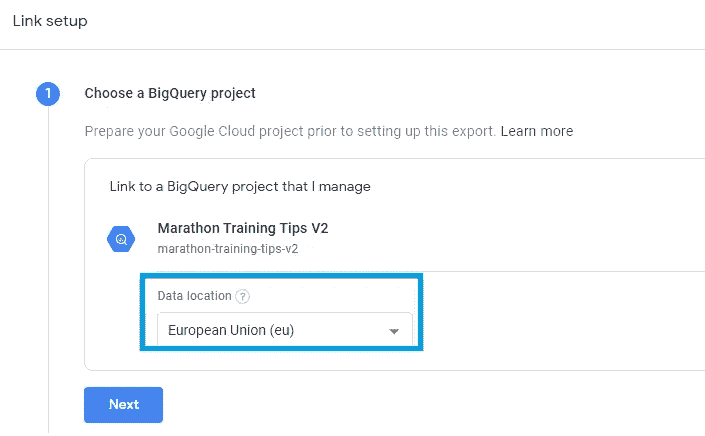 Link setup
1
Choose a BigQuery project
Prepare your Google Cloud project prior to setting up this export. Learn more
Link to a BigQuery project that I manage
Marathon Training Tips V2
marathon-training-tips-v2
Data location ?
European Union (eu)
Next